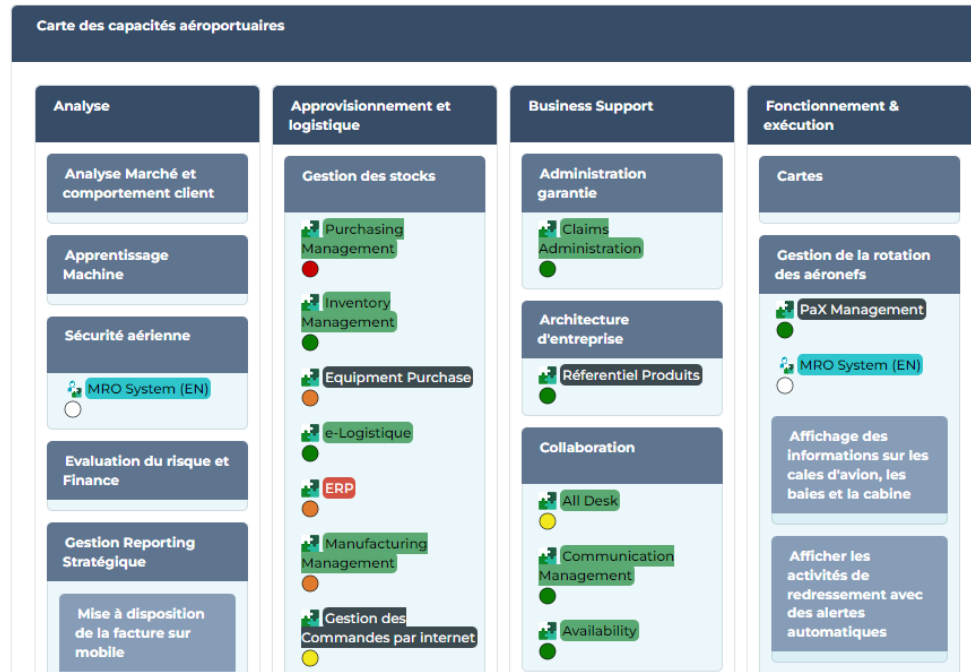 Carte des capacités aéroportuaires
Analyse
Analyse Marché et
comportement client
Apprentissage
Machine
Sécurité aérienne
MRO System (EN)
Evaluation du risque et
Finance
Gestion Reporting
Stratégique
Mise à disposition
de la facture sur
mobile
Approvisionnement et
logistique
Gestion des stocks
Purchasing
Management
Inventory
Management
Equipment Purchase
e-Logistique
ERP
Manufacturing
Management
Gestion des
Commandes par internet
Business Support
Administration
garantie
Claims
Administration
Architecture
d'entreprise
Réferentiel Produits
Collaboration
All Desk
Communication
Management
Availability
Fonctionnement &
exécution
Cartes
Gestion de la rotation
des aéronefs
PaX Management
MRO System (EN)
Affichage des
informations sur les
cales d'avion, les
baies et la cabine
Afficher les
activités de
redressement avec
des alertes
automatiques